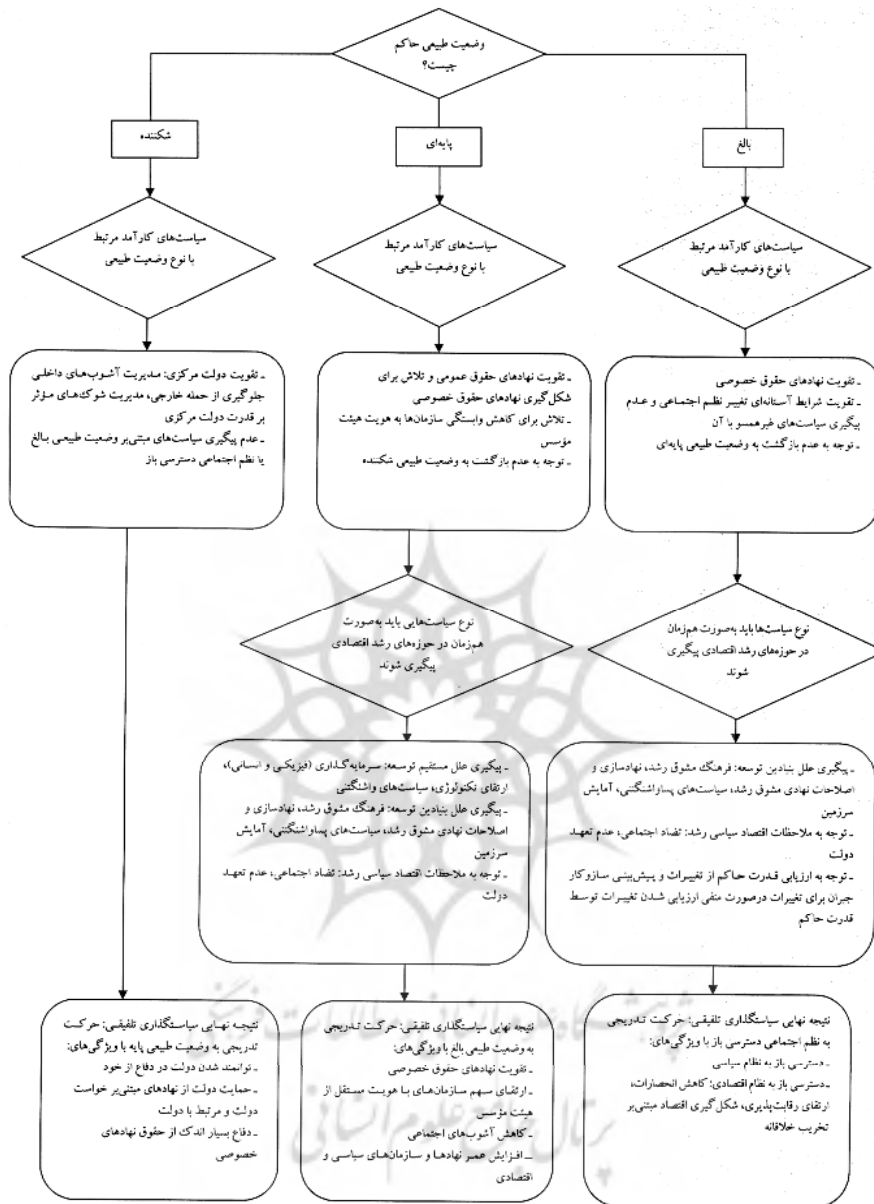 وضعیت طبیعی حاکم
چیست؟
بالغ
پایه‌ای
شکننده
سیاست‌های کارآمد مرتبط
با نوع وضعیت طبیعی
سیاست‌های کارآمد مرتبط
با نوع وضعیت طبیعی
سیاست‌های کارآمد مرتبط
با نوع وضعیت طبیعی
ـ تقویت نهادهای حقوق خصوصی
ـ تقویت شرایط آستانه‌ای تغییر نظم اجتماعی و عدم
پیگیری سیاست‌های غیرهمسو با آن
ـ توجه به عدم بازگشت به وضعیت طبیعی پایه‌ای
ـ تقویت نهادهای حقوق عمومی و تلاش برای
شکل‌گیری نهادهای حقوق خصوصی
ـ تلاش برای کاهش وابستگی سازمان‌ها به هویت هیئت
مؤسس
ـ توجه به عدم بازگشت به وضعیت طبیعی شکننده
ـ تقویت دولت مرکزی: مدیریت آشوب‌های داخلی
جلوگیری از حمله خارجی، مدیریت شوک‌های مؤثر
بر قدرت دولت مرکزی
ـ عدم پیگیری سیاست‌های مبتنی‌بر وضعیت طبیعی بالغ
یا نظم اجتماعی دسترسی باز
نوع سیاست‌ها باید به‌صورت هم‌زمان
در حوزه‌های رشد اقتصادی پیگیری
شوند
نوع سیاست‌هایی باید به‌صورت
هم‌زمان در حوزه‌های رشد اقتصادی
پیگیری شوند
ـ پیگیری علل بنیادین توسعه: فرهنگ مشوق رشد، نهادسازی و
اصلاحات نهادی مشوق رشد، سیاست‌های پساواشنگتنی، آمایش
سرزمین
ـ توجه به ملاحظات اقتصاد سیاسی رشد: تضاد اجتماعی، عدم تعهد
دولت
ـ توجه به ارزیابی قدرت حاکم از تغییرات و پیش‌بینی سازوکار
جبران برای تغییرات درصورت منفی ارزیابی شدن تغییرات توسط
قدرت حاکم
ـ پیگیری علل مستقیم توسعه: سرمایه‌گذاری (فیزیکی و انسانی)،
ارتقای تکنولوژی، سیاست‌های واشنگتنی
ـ پیگیری علل بنیادین توسعه: فرهنگ مشوق رشد، نهادسازی و
اصلاحات نهادی مشوق رشد، سیاست‌های پساواشنگتنی، آمایش
سرزمین
ـ توجه به ملاحظات اقتصاد سیاسی رشد: تضاد اجتماعی، عدم تعهد
دولت
نتیجه نهایی سیاستگذاری تلفیقی: حرکت تدریجی
به نظم اجتماعی دسترسی باز با ویژگی‌های:
ـ دسترسی باز به نظام سیاسی
ـ دسترسی باز به نظام اقتصادی: کاهش انحصارات،
ارتقای رقابت‌پذیری، شکل‌گیری اقتصاد مبتنی‌بر
تخریب خلاقانه
نتیجه نهایی سیاستگذاری تلفیقی: حرکت تدریجی
به وضعیت طبیعی بالغ با ویژگی‌های:
ـ تقویت نهادهای حقوق خصوصی
ـ ارتقای سهم سازمان‌های با هویت مستقل از
هیئت مؤسس
ـ کاهش آشوب‌های اجتماعی
ـ افزایش عمر نهادها و سازمان‌های سیاسی و
اقتصادی
نتیجه نهایی سیاستگذاری تلفیقی: حرکت
تدریجی به وضعیت طبیعی پایه با ویژگی‌های:
ـ توانمند شدن دولت در دفاع از خود
ـ حمایت دولت از نهادهای مبتنی‌بر خواست
دولت و مرتبط با دولت
ـ دفاع بسیار اندک از حقوق نهادهای
خصوصی
پژوهشگاه علوم انسانی و مطالعات فرهنگی
پرتال جامع علوم انسانی